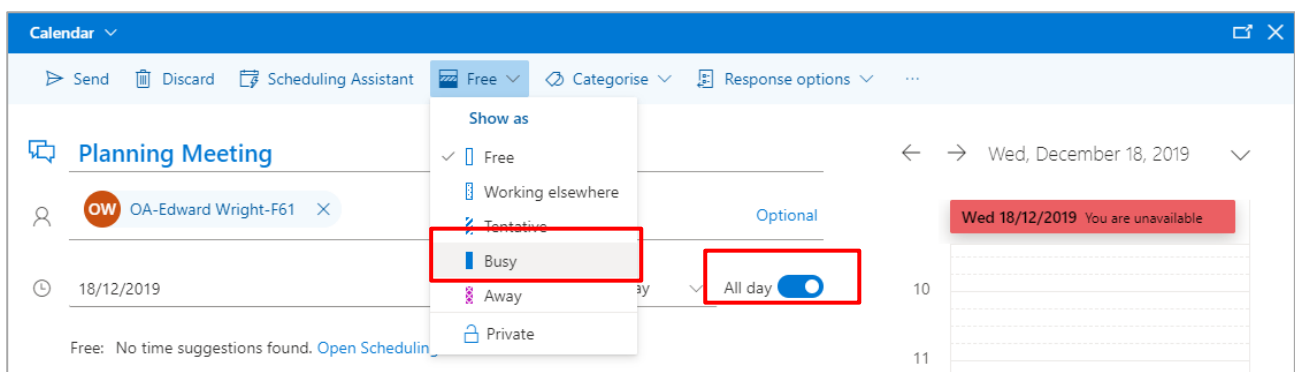 Calendar
Send Discard Scheduling Assistant Free Categorise Response options ...
Show as
Free
Working elsewhere
Tentative
Busy
Away
Private
Planning Meeting
OW OA-Edward Wright-F61
Optional
18/12/2019
All day
Free: No time suggestions found. Open Scheduling
Wed, December 18, 2019
Wed 18/12/2019 You are unavailable
10
11